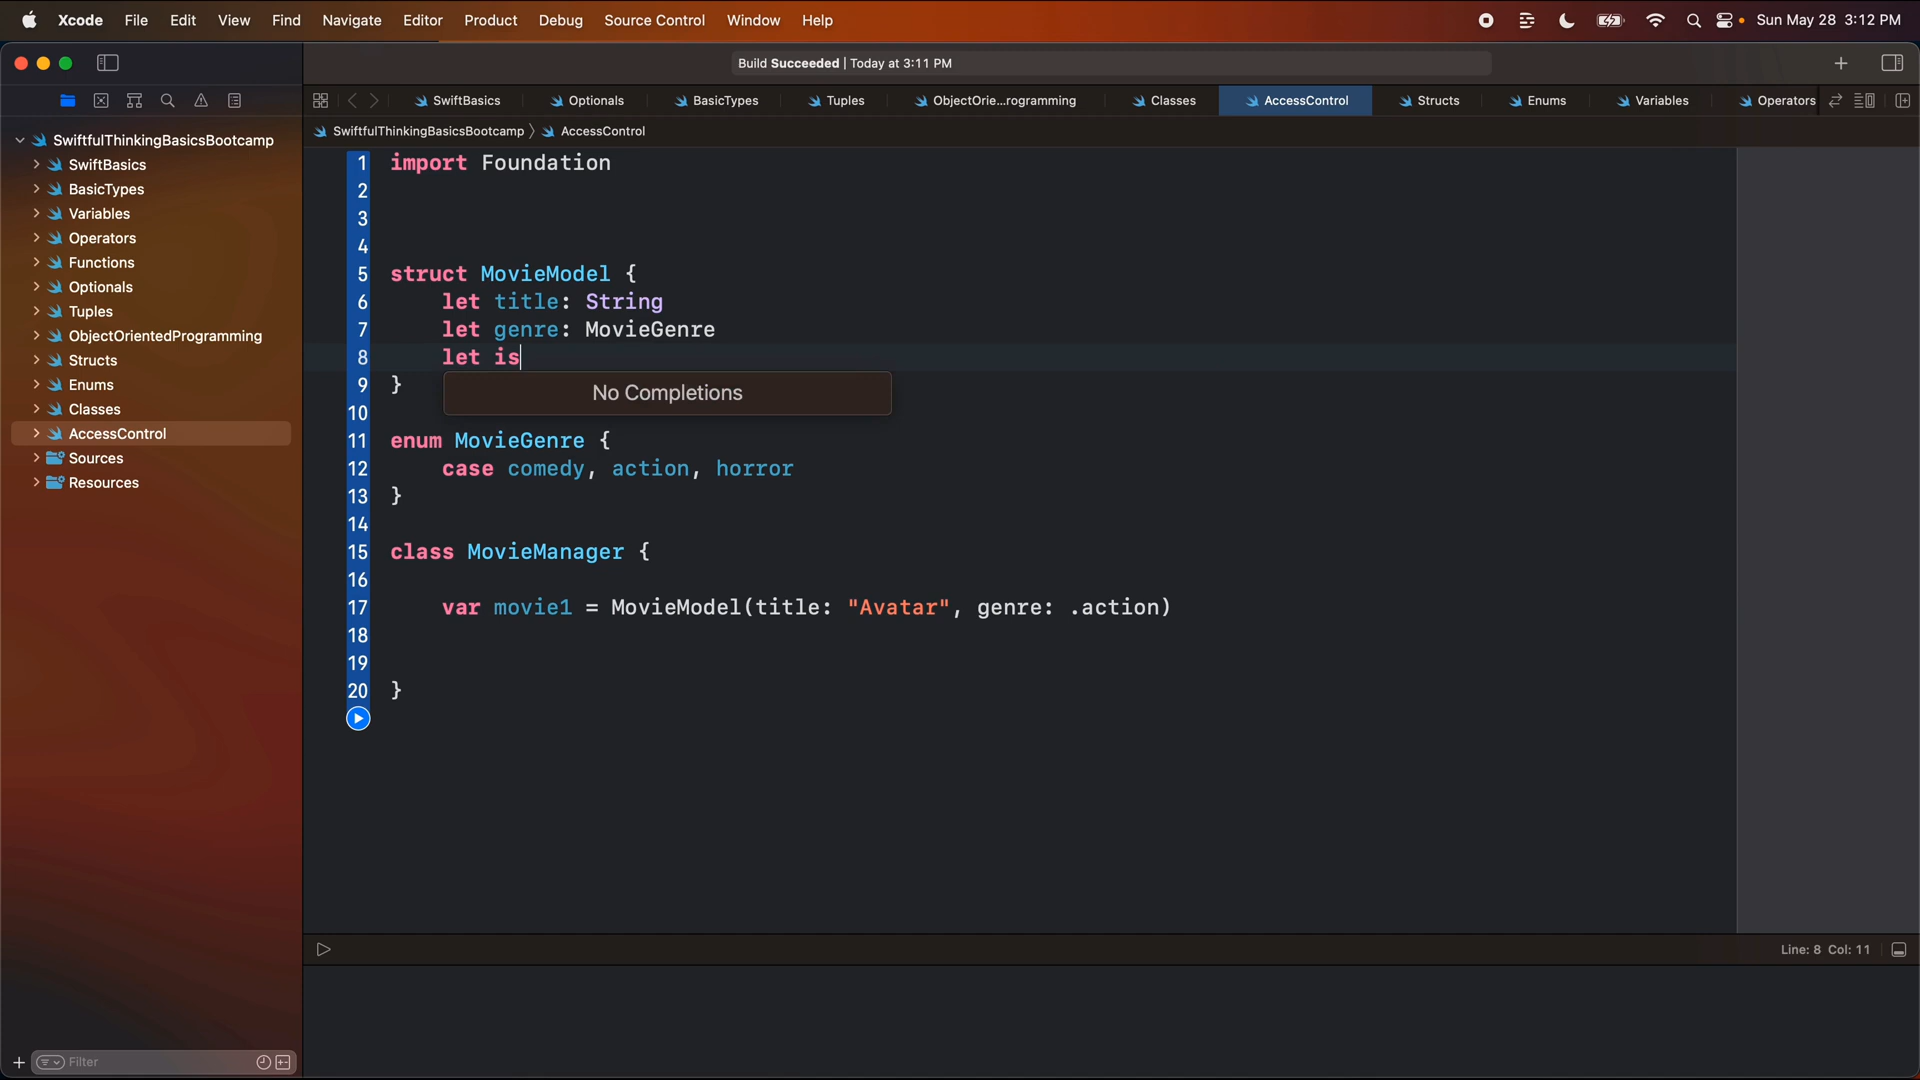 Xcode File Edit View Find Navigate Editor Product Debug Source Control Window Help Sun May 28 3:12 PM
Build Succeeded | Today at 3:11 PM
SwiftBasics Optionals BasicTypes Tuples ObjectOrie...rogramming Classes AccessControl Structs Enums Variables Operators
SwiftfulThinkingBasicsBootcamp 〉 AccessControl
SwiftfulThinkingBasicsBootcamp
SwiftBasics
BasicTypes
Variables
Operators
Functions
Optionals
Tuples
ObjectOrientedProgramming
Structs
Enums
Classes
AccessControl
Sources
Resources
Filter
1 import Foundation
2
3
4
5 struct MovieModel {
6 let title: String
7 let genre: MovieGenre
8 let is
9 }
No Completions
10
11 enum MovieGenre {
12 case comedy, action, horror
13 }
14
15 class MovieManager {
16
17 var movie1 = MovieModel(title: "Avatar", genre: .action)
18
19
20 }
Line: 8 Col: 11